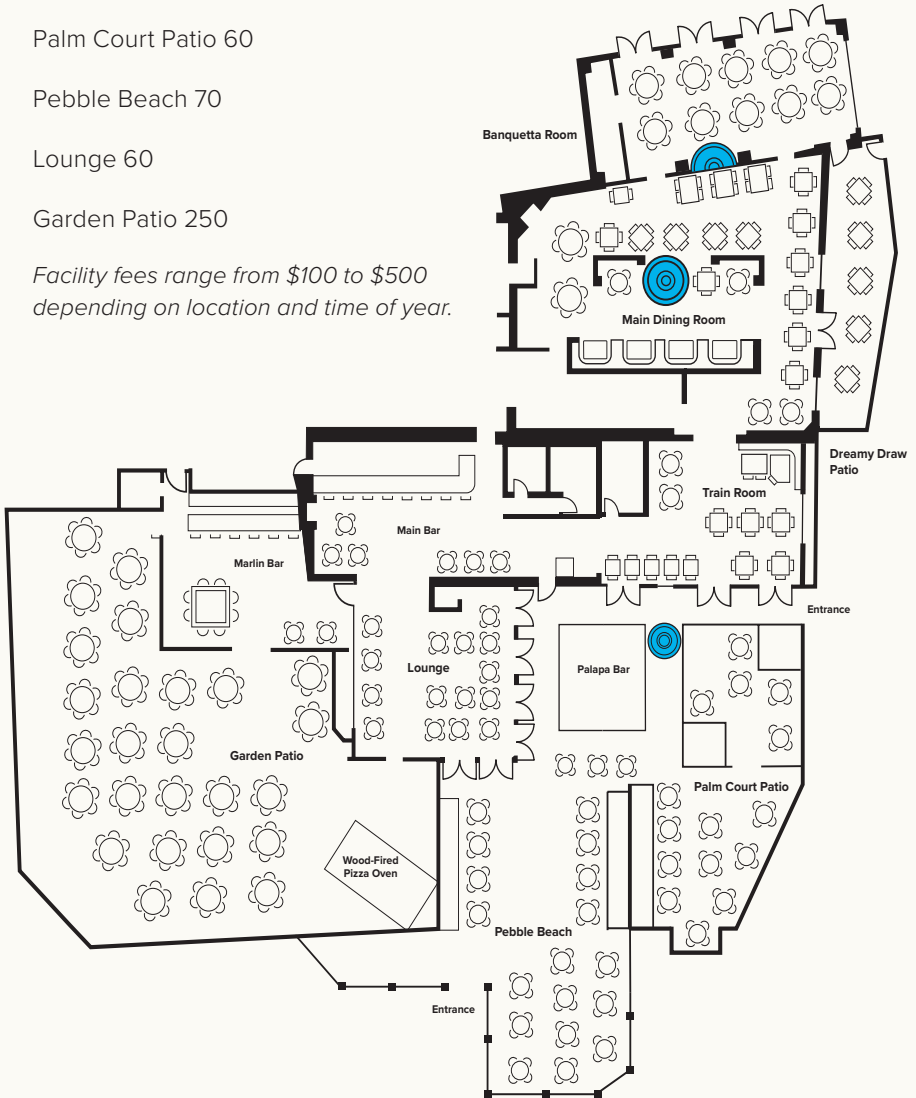 Palm Court Patio 60
Pebble Beach 70
Lounge 60
Garden Patio 250
Facility fees range from $100 to $500
depending on location and time of year.
Banquetta Room
Main Dining Room
Dreamy Draw
Patio
Train Room
Main Bar
Marlin Bar
Entrance
Lounge
Palapa Bar
Garden Patio
Palm Court Patio
Wood-Fired
Pizza Oven
Pebble Beach
Entrance